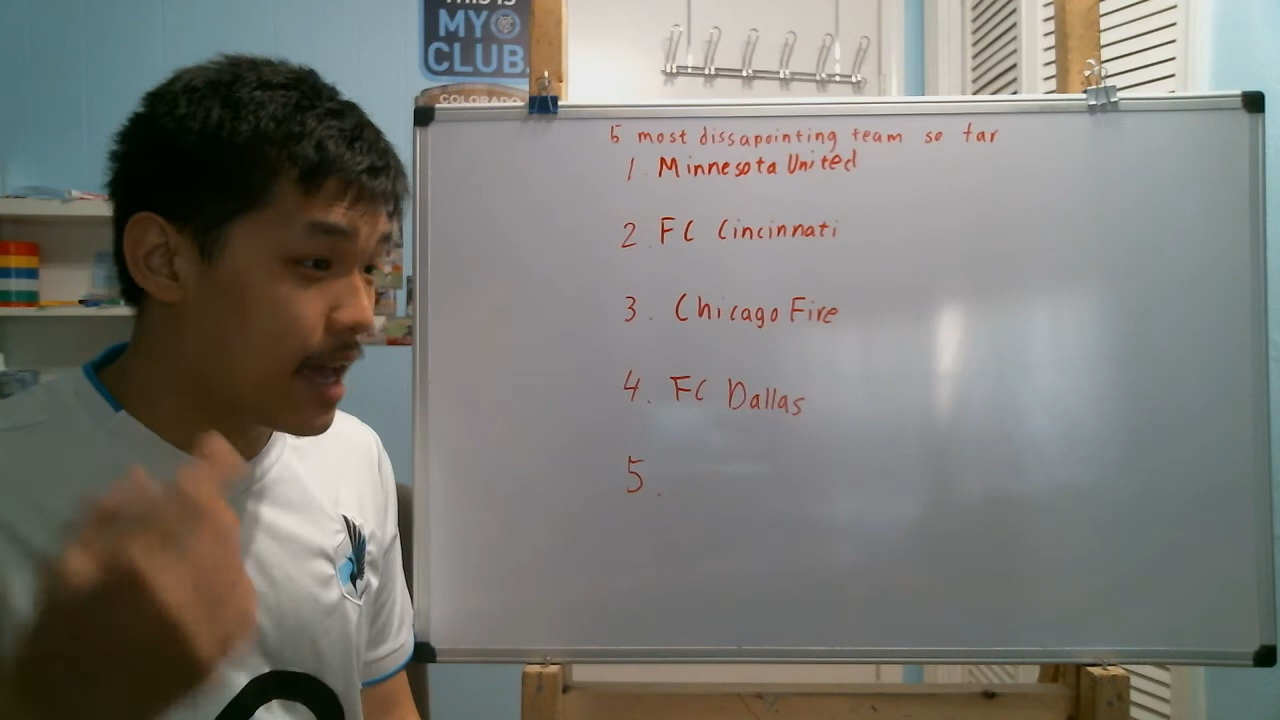 THIS IS
MY
CLUB.
COLORADO
5 most dissapointing team so far
1. Minnesota United
2. FC Cincinnati
3. Chicago Fire
4. FC Dallas
5.